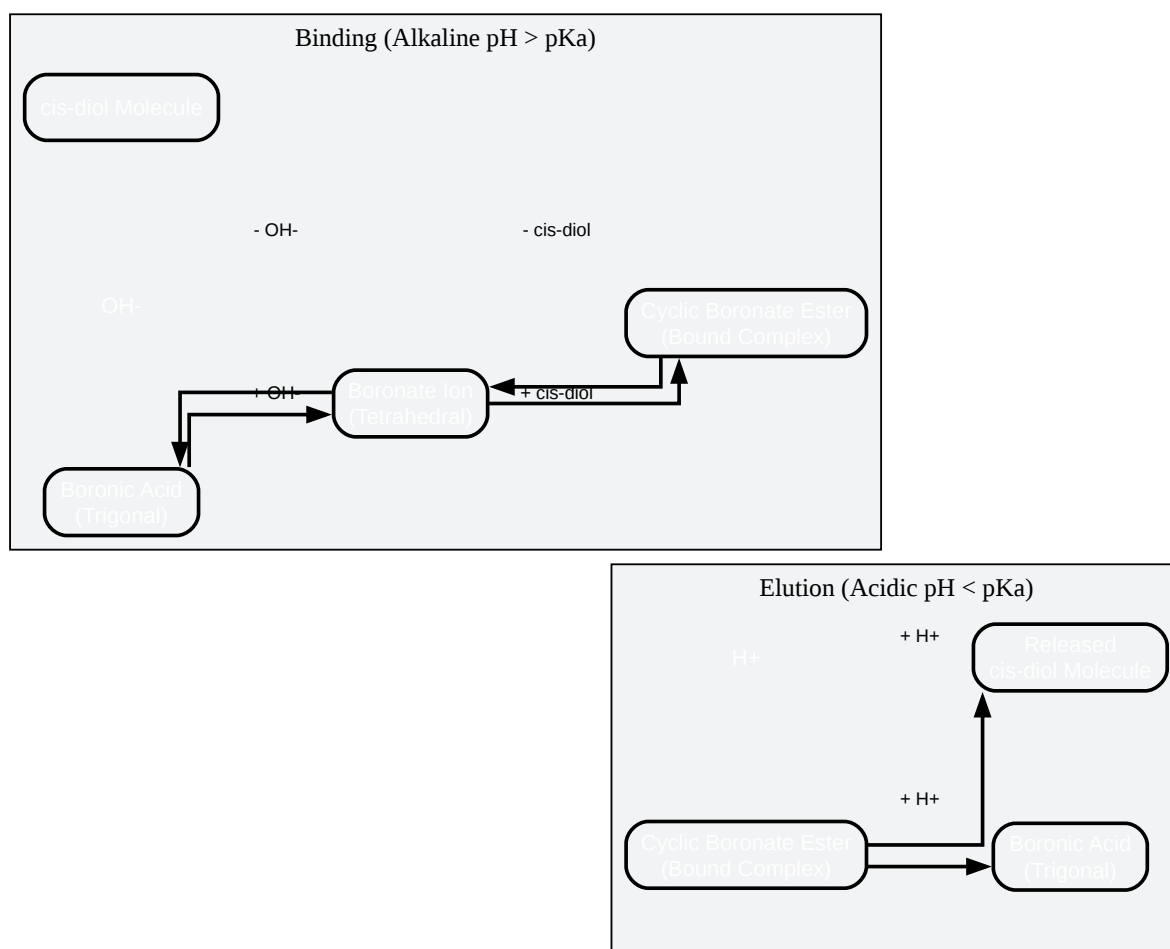 Binding (Alkaline pH > pKa)
cis-diol Molecule
- OH-
- cis-diol
OH-
Cyclic Boronate Ester
(Bound Complex)
+ OH-
Boronate Ion
(Tetrahedral)
+ cis-diol
Boronic Acid
(Trigonal)
Elution (Acidic pH < pKa)
+ H+
H+
Released
cis-diol Molecule
+ H+
Cyclic Boronate Ester
(Bound Complex)
Boronic Acid
(Trigonal)